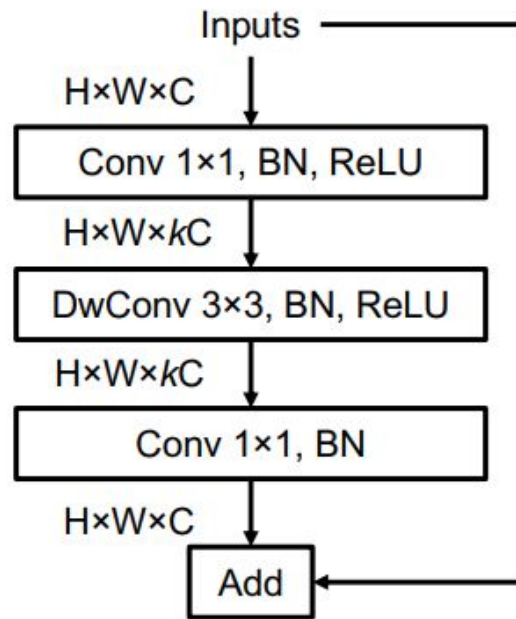 Inputs
H×W×C
Conv 1×1, BN, ReLU
H×W×kC
DwConv 3×3, BN, ReLU
H×W×kC
Conv 1×1, BN
H×W×C
Add